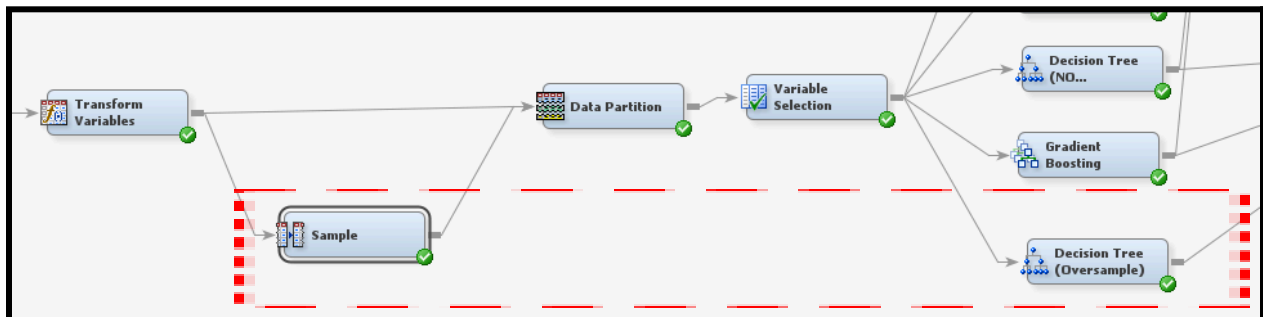 Transform
Variables
Data Partition
Variable
Selection
Decision Tree
(NO...
Gradient
Boosting
Sample
Decision Tree
(Oversample)